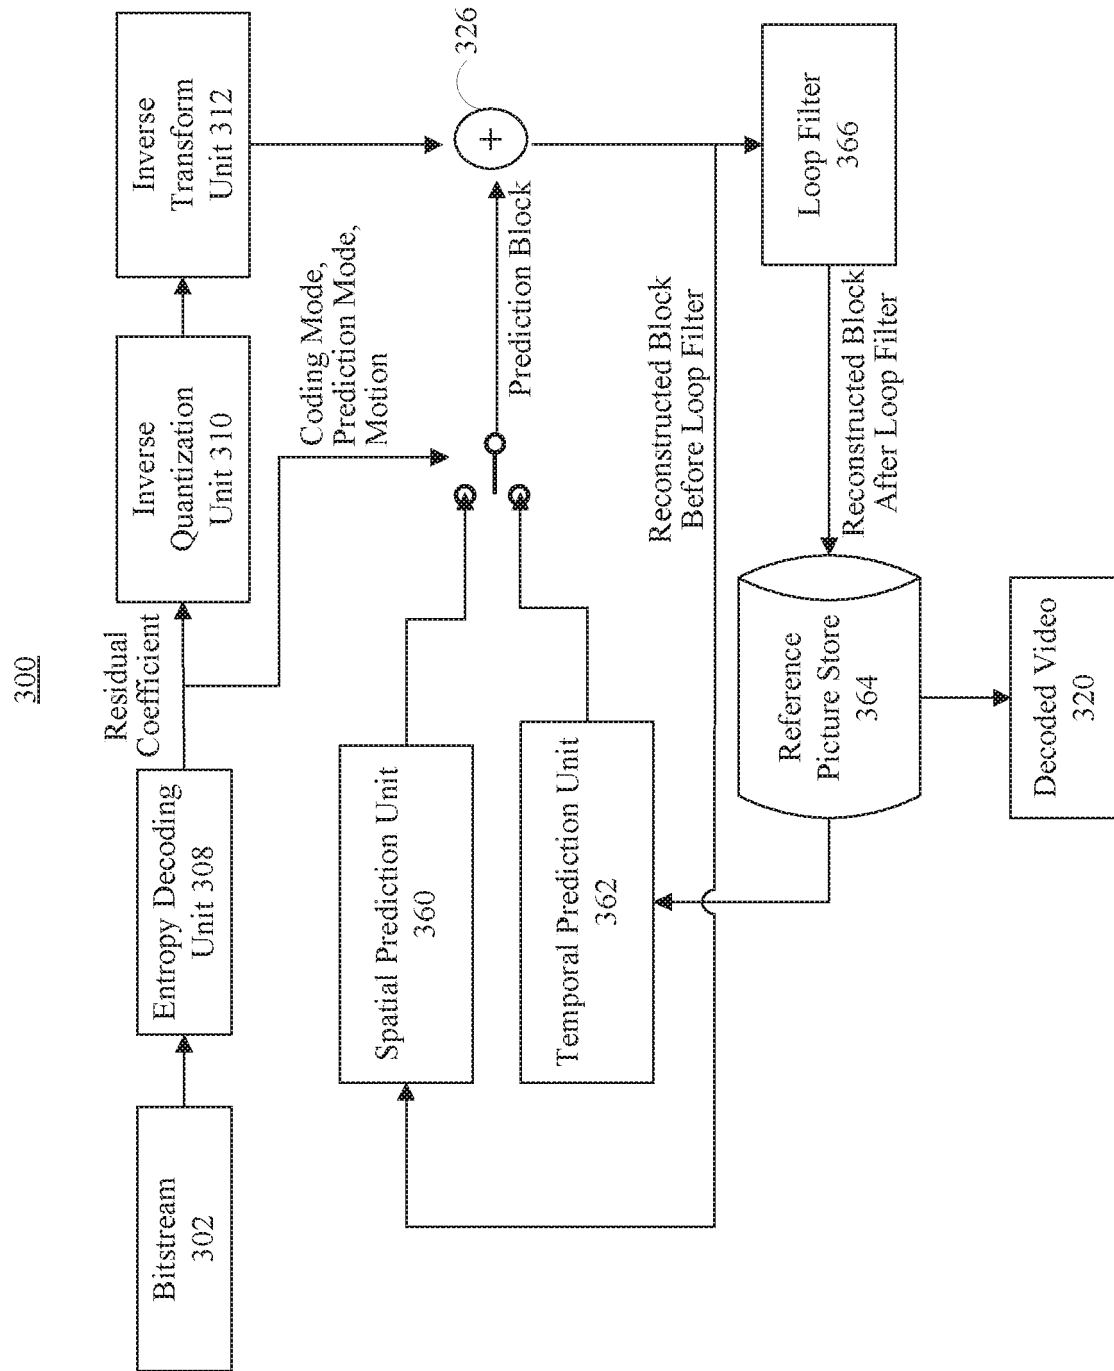 300
Bitstream
302
Entropy Decoding
Unit 308
Residual
Coefficient
Inverse
Quantization
Unit 310
Inverse
Transform
Unit 312
Coding Mode,
Prediction Mode,
Motion
326
+
Prediction Block
Spatial Prediction Unit
360
Temporal Prediction Unit
362
Reconstructed Block
Before Loop Filter
Loop Filter
366
Reconstructed Block
After Loop Filter
Reference
Picture Store
364
Decoded Video
320